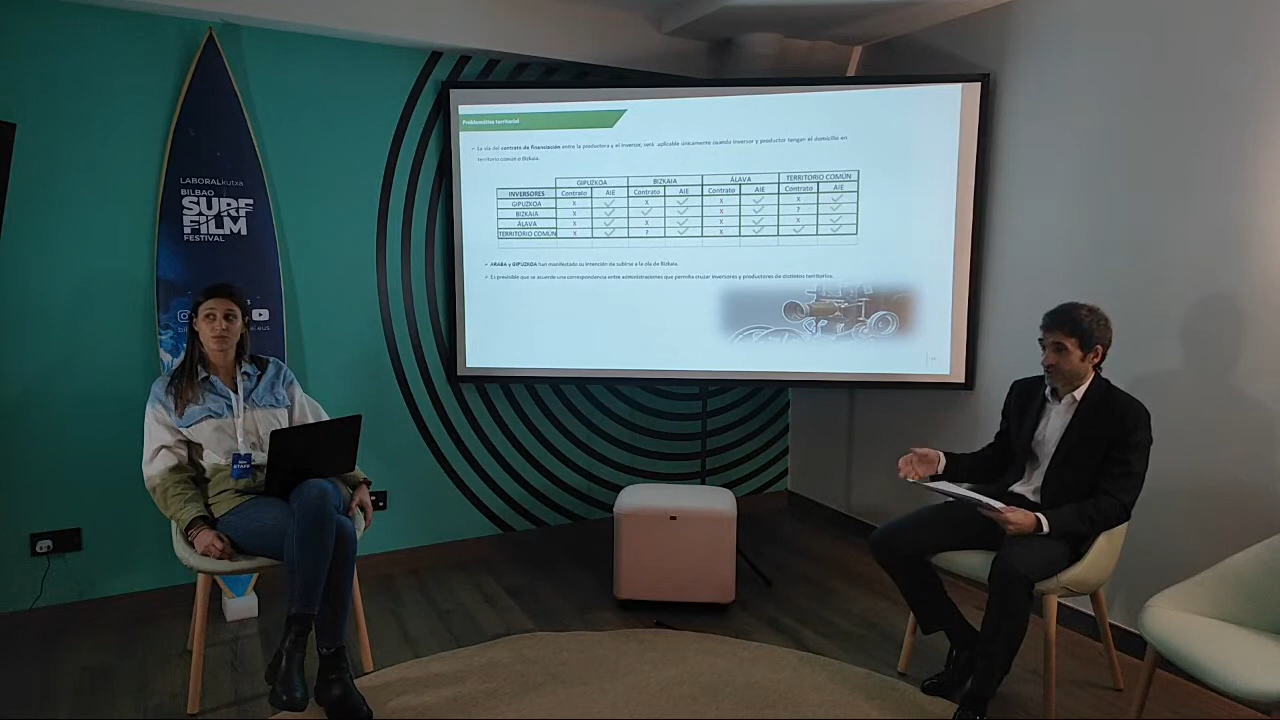 Problemática territorial
✓ La vía del contrato de financiación entre la productora y el inversor, será aplicable únicamente cuando inversor y productor tengan el domicilio en
territorio común o Bizkaia.
GIPUZKOA BIZKAIA ÁLAVA TERRITORIO COMÚN
INVERSORES Contrato AIE Contrato AIE Contrato AIE Contrato AIE
GIPUZKOA X ✓ X ✓ X ✓ X ✓
BIZKAIA X ✓ ✓ ✓ X ✓ ? ✓
ÁLAVA X ✓ X ✓ X ✓ X ✓
TERRITORIO COMÚN X ✓ ? ✓ X ✓ ✓ ✓
✓ ARABA y GIPUZKOA han manifestado su intención de subirse a la ola de Bizkaia.
✓ Es previsible que se acuerde una correspondencia entre administraciones que permita cruzar inversores y productores de distintos territorios.
LABORALkutxa
BILBAO
SURF
FILM
FESTIVAL
STAFF